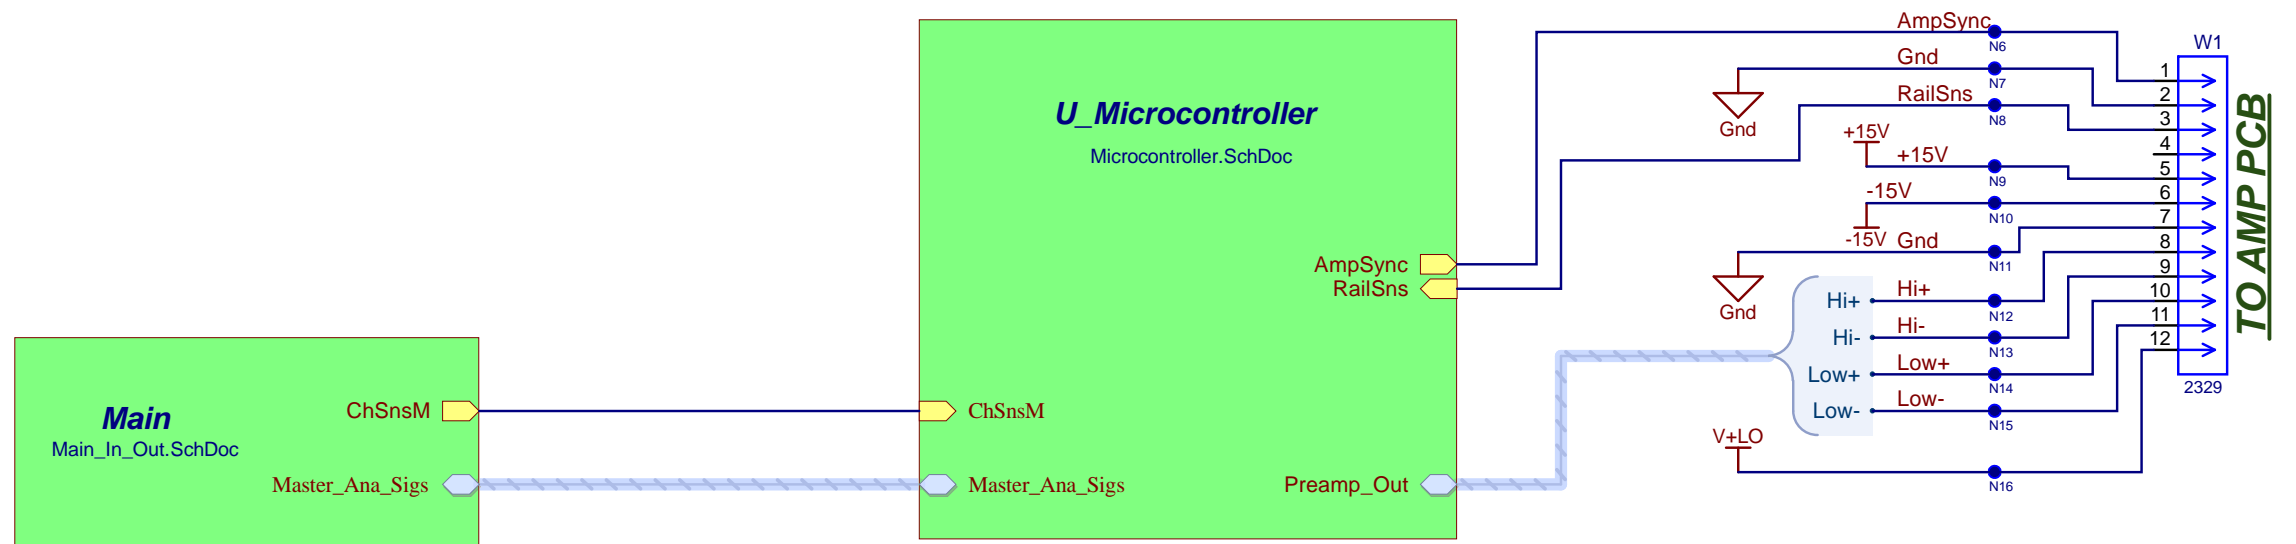 U_Microcontroller
Microcontroller.SchDoc
AmpSync
RailSns
ChSnsM
Master_Ana_Sigs
Preamp_Out
Main
Main_In_Out.SchDoc
ChSnsM
Master_Ana_Sigs
AmpSync
N6
Gnd
N7
Gnd
RailSns
N8
+15V
+15V
N9
-15V
N10
-15V
Gnd
N11
Gnd
Hi+
Hi+
N12
Hi-
Hi-
N13
Low+
Low+
N14
Low-
Low-
N15
V+LO
N16
W1
1
2
3
4
5
6
7
8
9
10
11
12
2329
TO AMP PCB